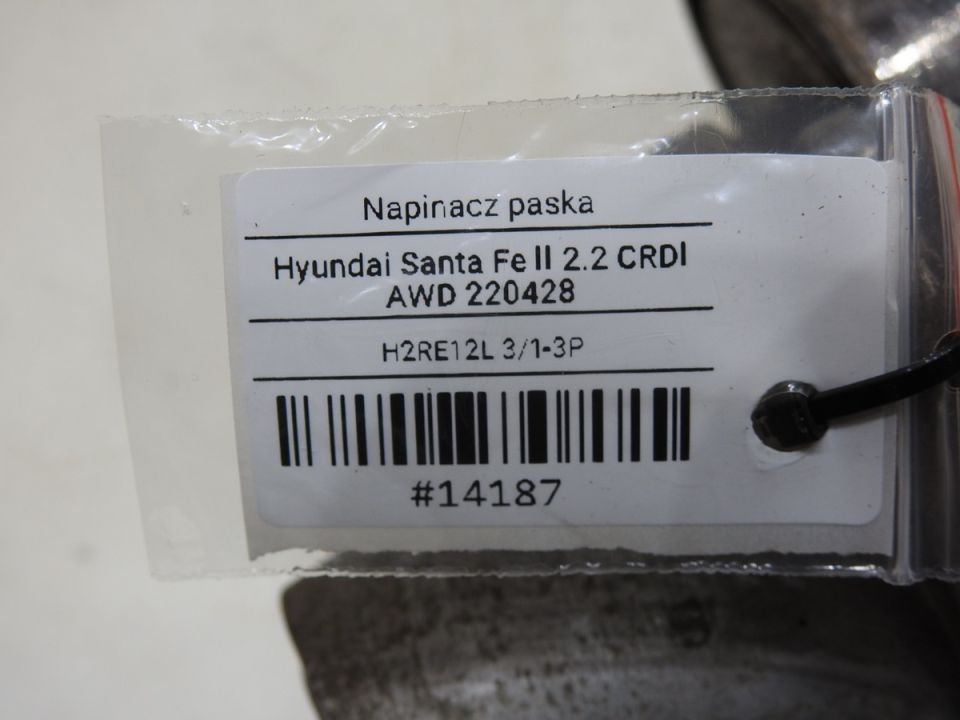 Napinacz paska
Hyundai Santa Fe II 2.2 CRDI
AWD 220428
H2RE12L 3/1-3P
#14187